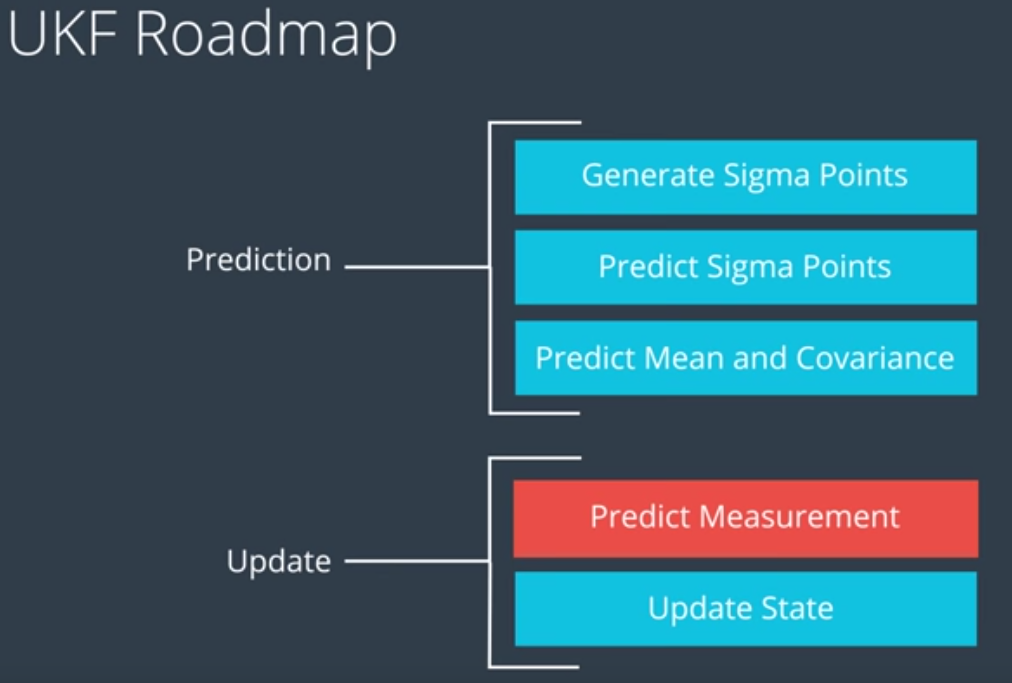 UKF Roadmap
Prediction
Generate Sigma Points
Predict Sigma Points
Predict Mean and Covariance
Update
Predict Measurement
Update State